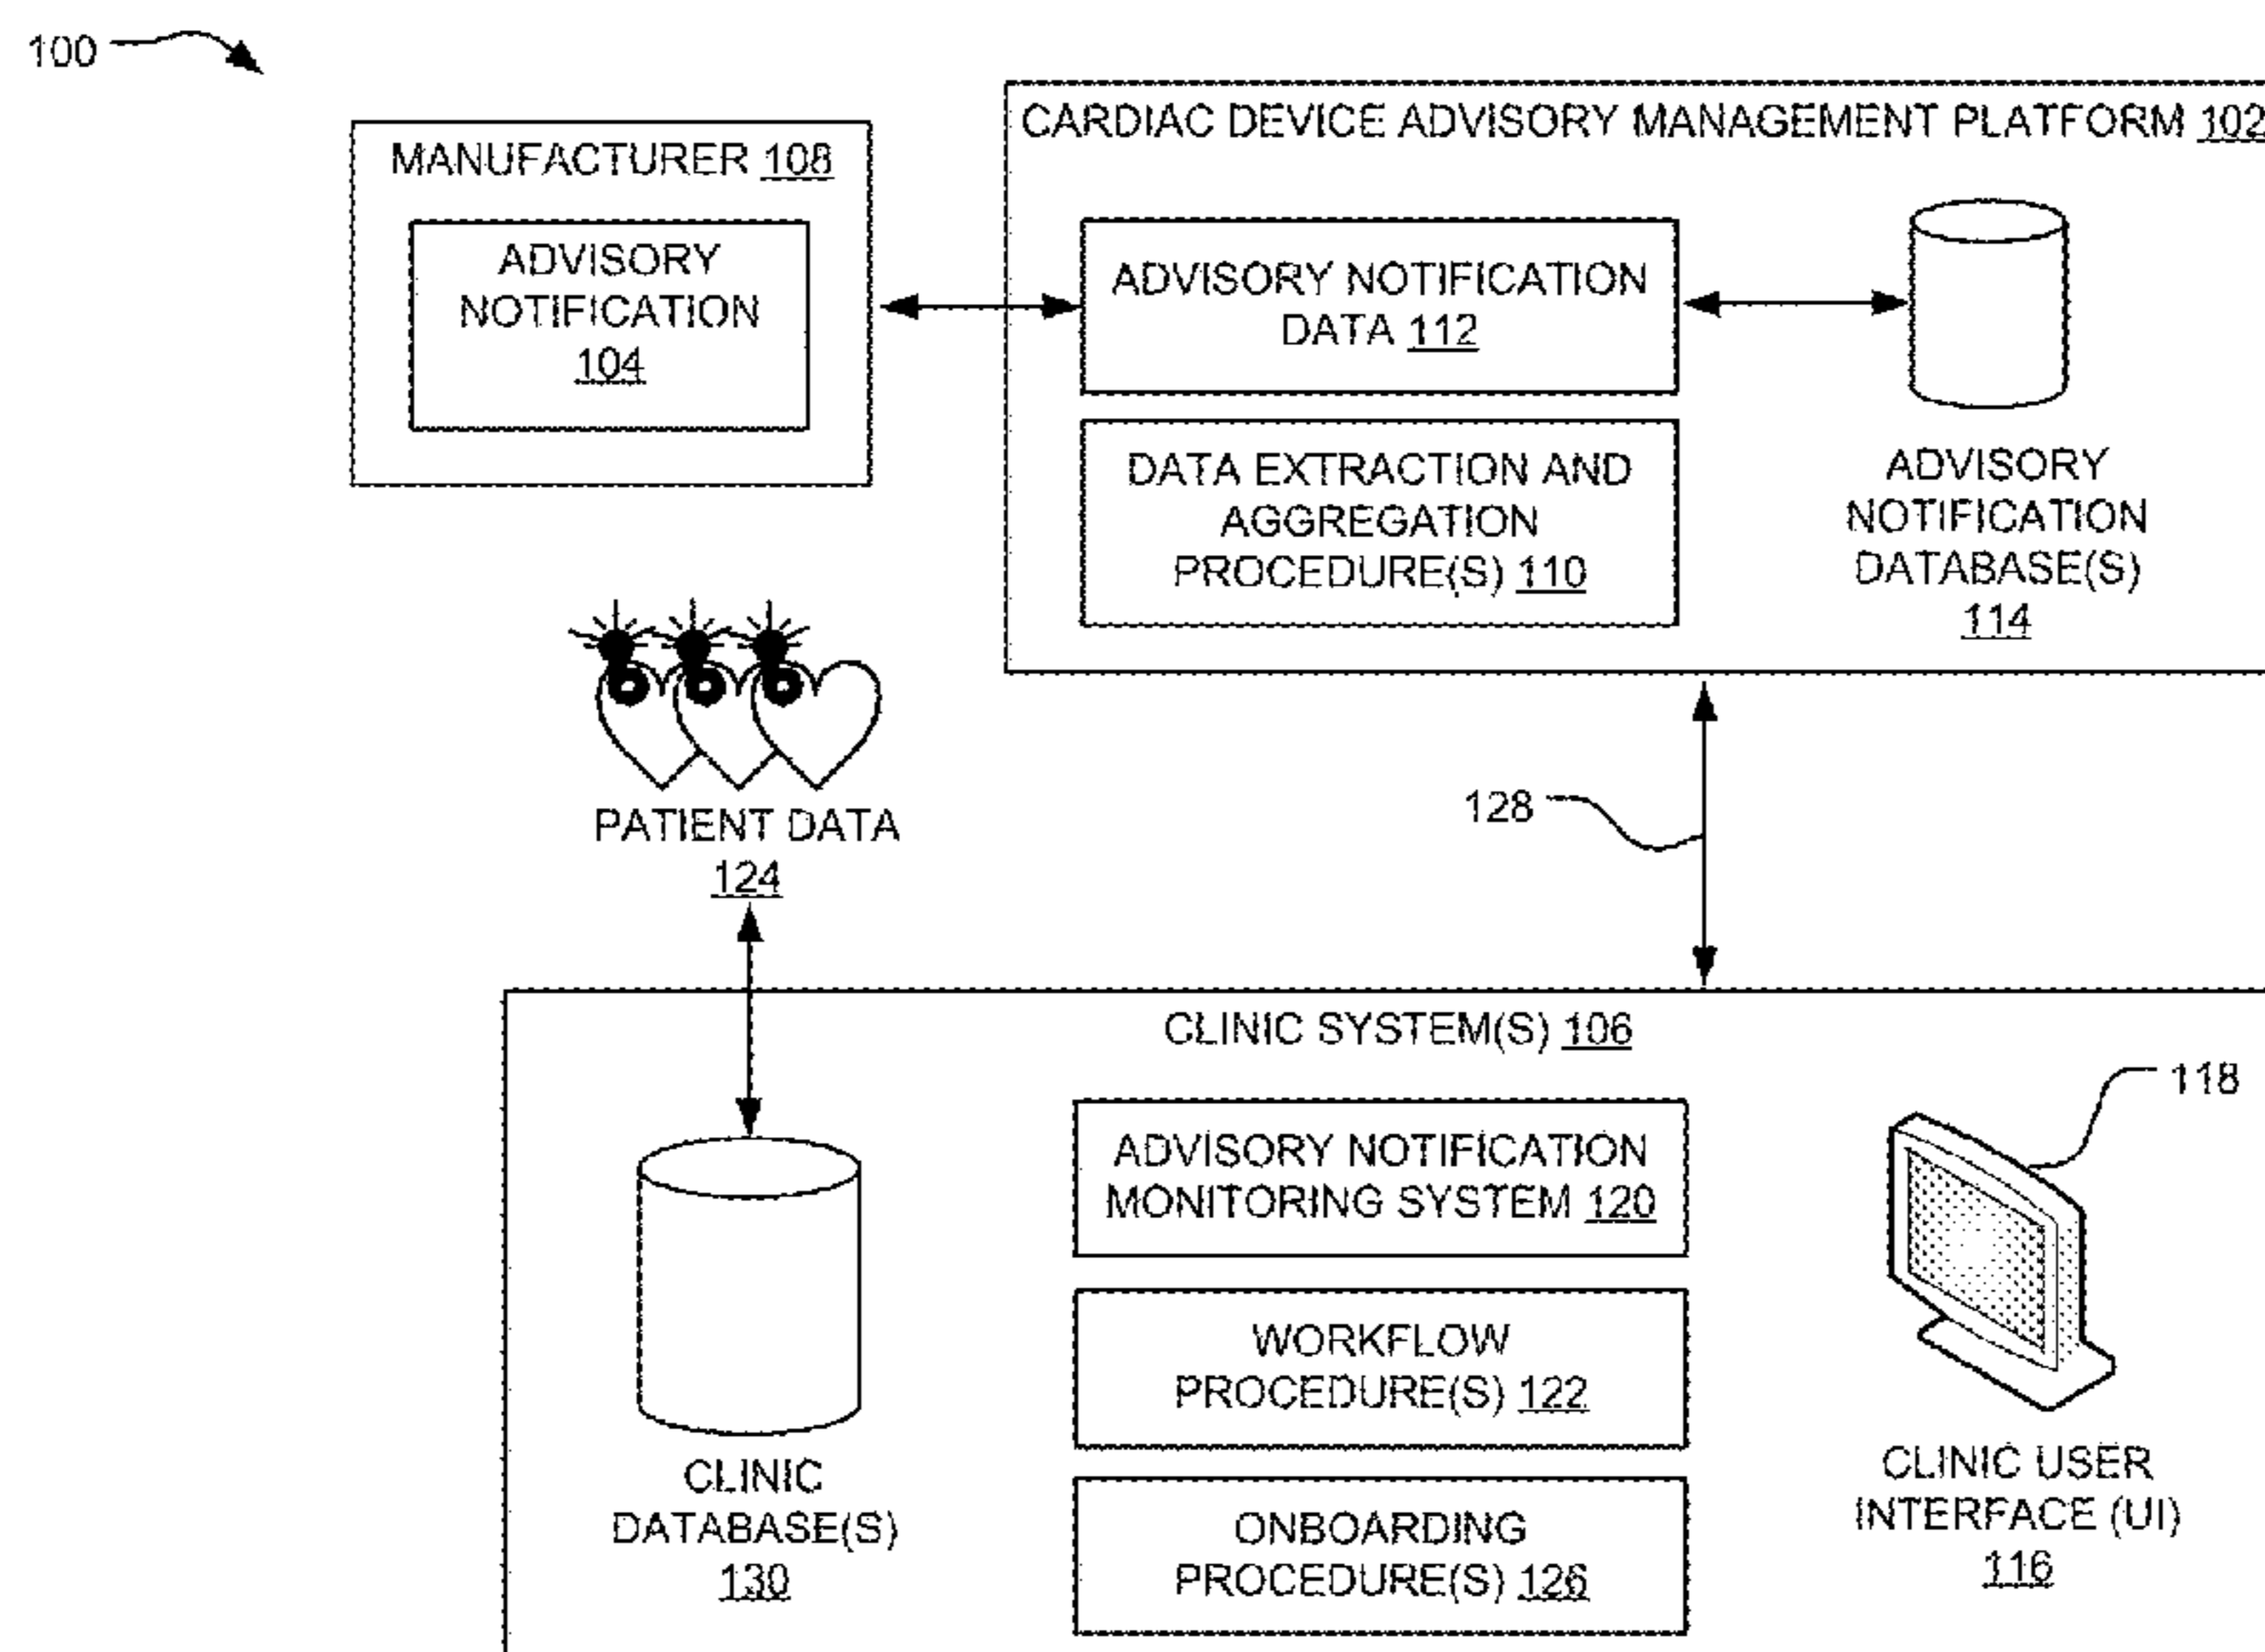 100
MANUFACTURER 108
ADVISORY
NOTIFICATION
104
CARDIAC DEVICE ADVISORY MANAGEMENT PLATFORM 102
ADVISORY NOTIFICATION
DATA 112
DATA EXTRACTION AND
AGGREGATION
PROCEDURE(S) 110
ADVISORY
NOTIFICATION
DATABASE(S)
114
PATIENT DATA
124
128
CLINIC SYSTEM(S) 106
118
ADVISORY NOTIFICATION
MONITORING SYSTEM 120
WORKFLOW
PROCEDURE(S) 122
ONBOARDING
PROCEDURE(S) 126
CLINIC
DATABASE(S)
130
CLINIC USER
INTERFACE (UI)
116